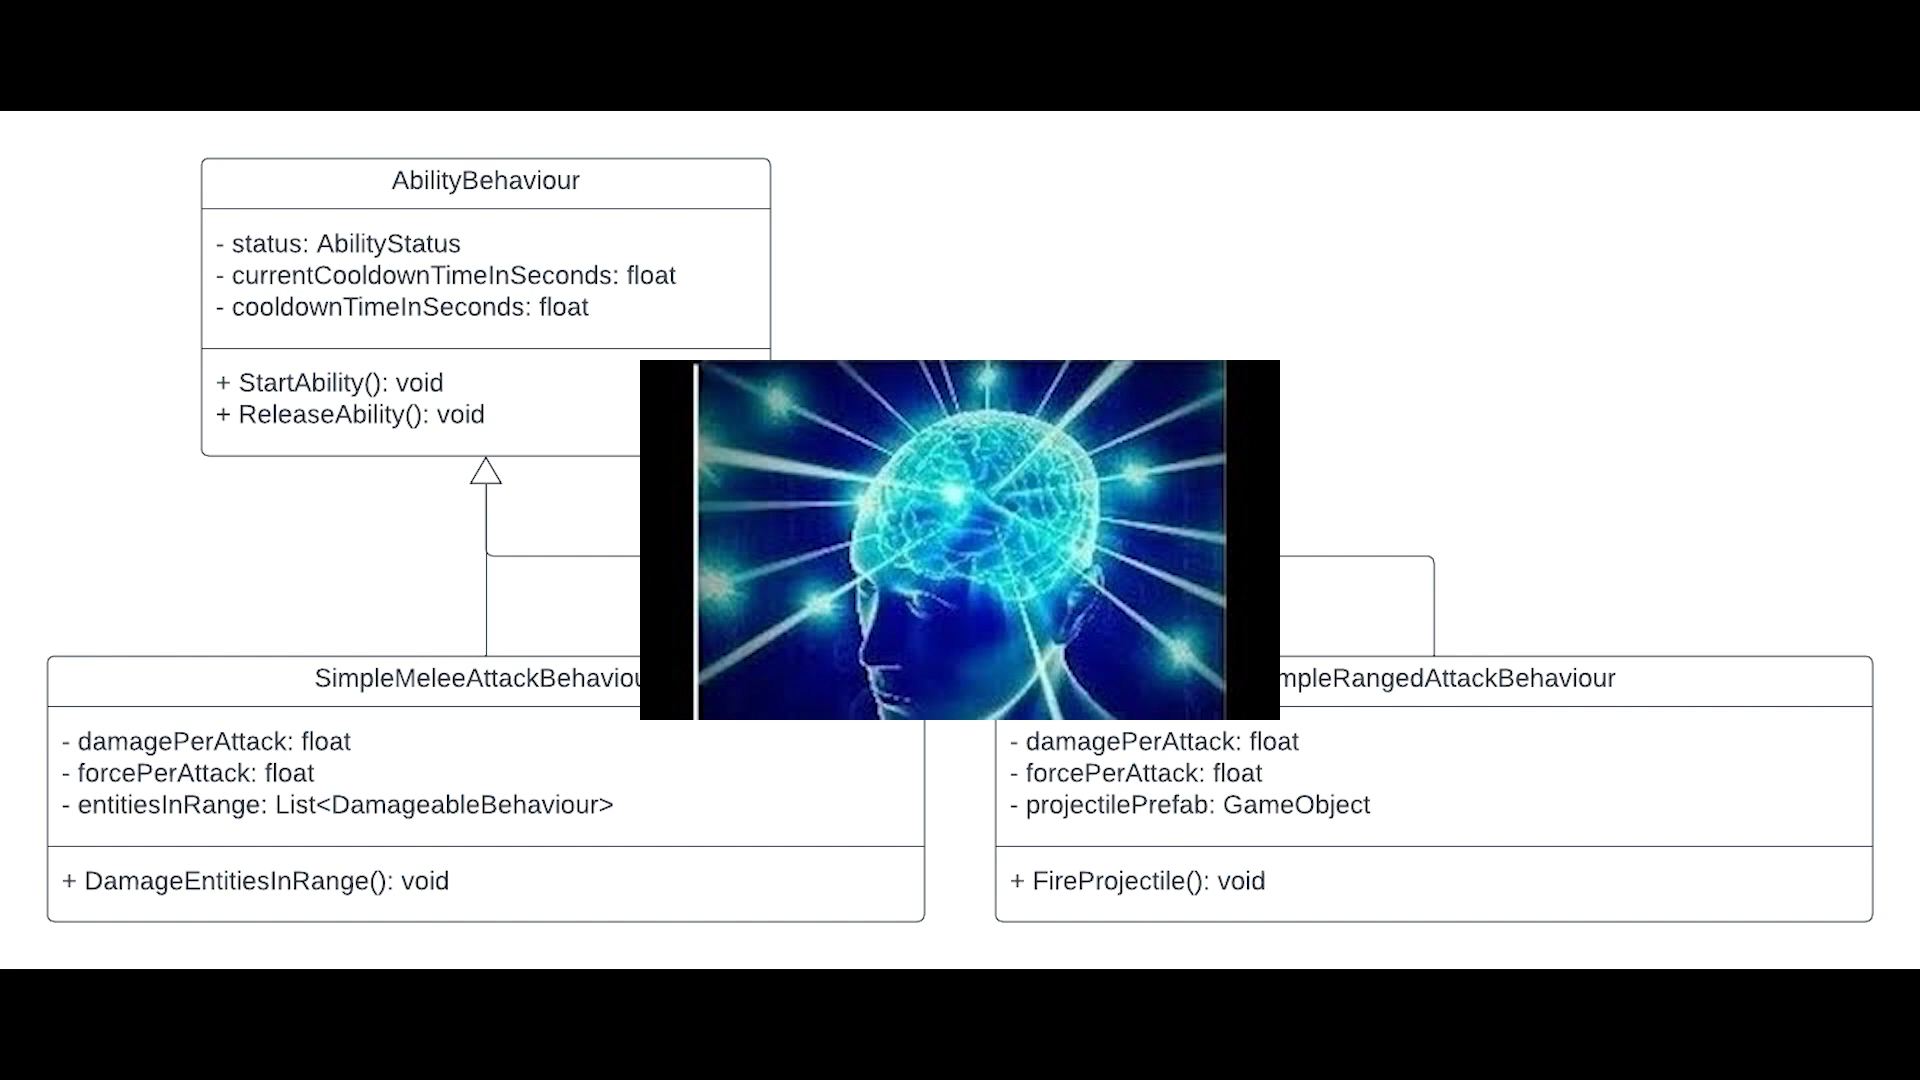 AbilityBehaviour
- status: AbilityStatus
- currentCooldownTimeInSeconds: float
- cooldownTimeInSeconds: float
+ StartAbility(): void
+ ReleaseAbility(): void
SimpleMeleeAttackBehaviou
- damagePerAttack: float
- forcePerAttack: float
- entitiesInRange: List<DamageableBehaviour>
+ DamageEntitiesInRange(): void
mpleRangedAttackBehaviour
- damagePerAttack: float
- forcePerAttack: float
- projectilePrefab: GameObject
+ FireProjectile(): void